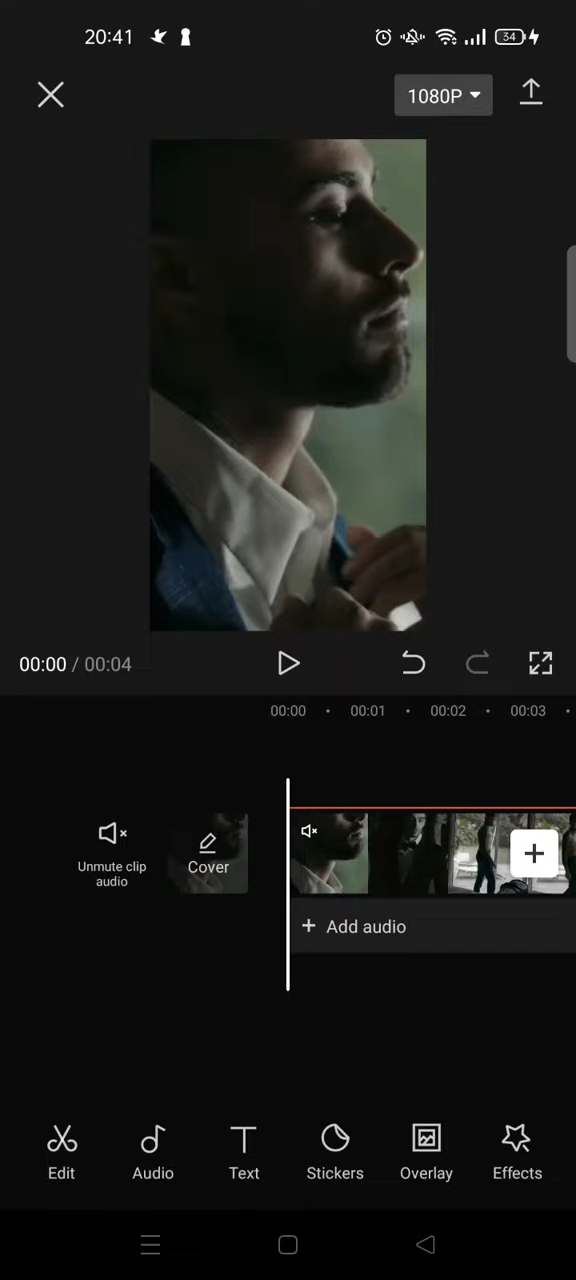 20:41
34
1080P
00:00 / 00:04
00:00 • 00:01 • 00:02 • 00:03 •
Unmute clip
audio
Cover
+ Add audio
Edit Audio Text Stickers Overlay Effects